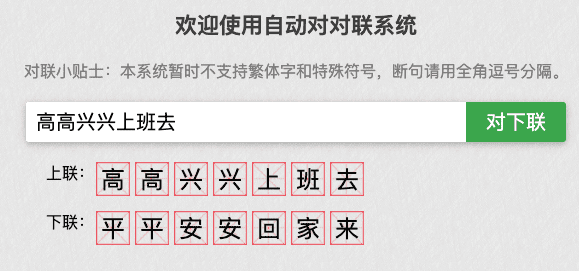 欢迎使用自动对对联系统
对联小贴士：本系统暂时不支持繁体字和特殊符号，断句请用全角逗号分隔。
高高兴兴上班去 对下联
上联：高高兴兴上班去
下联：平平安安回家来